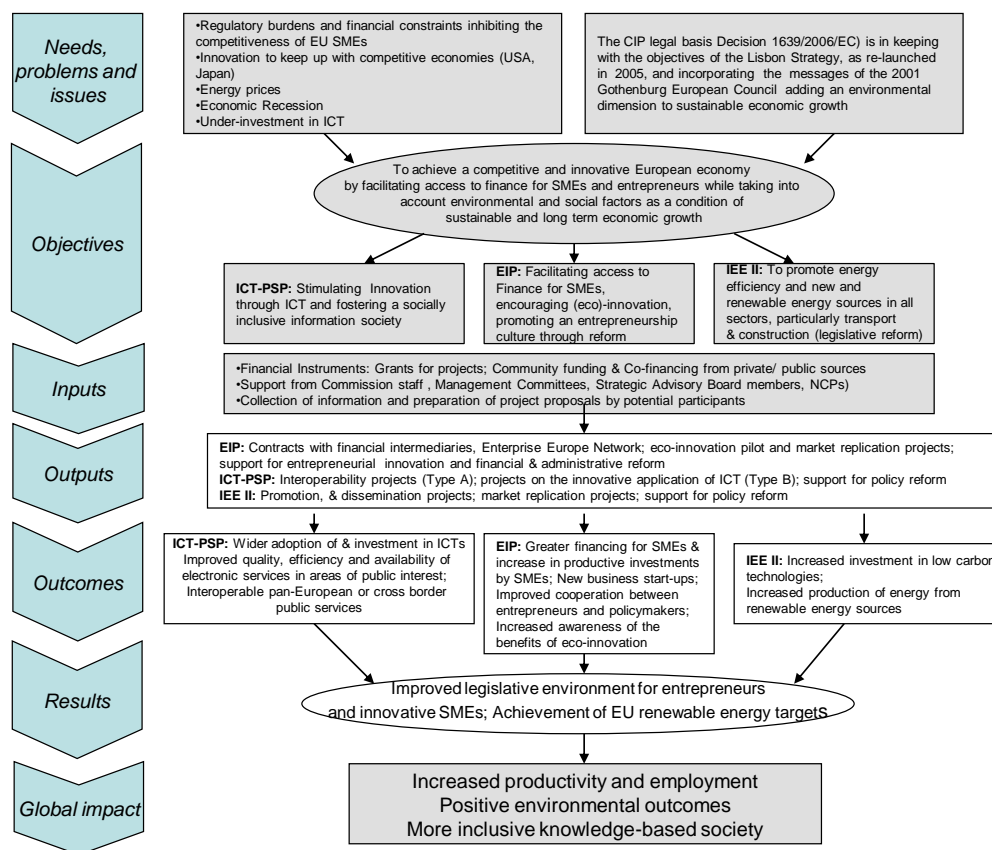 Needs,
problems and
issues
•Regulatory burdens and financial constraints inhibiting the
competitiveness of EU SMEs
•Innovation to keep up with competitive economies (USA,
Japan)
•Energy prices
•Economic Recession
•Under-investment in ICT
The CIP legal basis Decision 1639/2006/EC) is in keeping
with the objectives of the Lisbon Strategy, as re-launched
in 2005, and incorporating the messages of the 2001
Gothenburg European Council adding an environmental
dimension to sustainable economic growth
Objectives
To achieve a competitive and innovative European economy
by facilitating access to finance for SMEs and entrepreneurs while taking into
account environmental and social factors as a condition of
sustainable and long term economic growth
ICT-PSP: Stimulating Innovation
through ICT and fostering a socially
inclusive information society
EIP: Facilitating access to
Finance for SMEs,
encouraging (eco)-innovation,
promoting an entrepreneurship
culture through reform
IEE II: To promote energy
efficiency and new and
renewable energy sources in all
sectors, particularly transport
& construction (legislative reform)
Inputs
•Financial Instruments: Grants for projects; Community funding & Co-financing from private/ public sources
•Support from Commission staff , Management Committees, Strategic Advisory Board members, NCPs)
•Collection of information and preparation of project proposals by potential participants
Outputs
EIP: Contracts with financial intermediaries, Enterprise Europe Network; eco-innovation pilot and market replication projects;
support for entrepreneurial innovation and financial & administrative reform
ICT-PSP: Interoperability projects (Type A); projects on the innovative application of ICT (Type B); support for policy reform
IEE II: Promotion, & dissemination projects; market replication projects; support for policy reform
Outcomes
ICT-PSP: Wider adoption of & investment in ICTs
Improved quality, efficiency and availability of
electronic services in areas of public interest;
Interoperable pan-European or cross border
public services
EIP: Greater financing for SMEs &
increase in productive investments
by SMEs; New business start-ups;
Improved cooperation between
entrepreneurs and policymakers;
Increased awareness of the
benefits of eco-innovation
IEE II: Increased investment in low carbon
technologies;
Increased production of energy from
renewable energy sources
Results
Improved legislative environment for entrepreneurs
and innovative SMEs; Achievement of EU renewable energy targets
Global impact
Increased productivity and employment
Positive environmental outcomes
More inclusive knowledge-based society